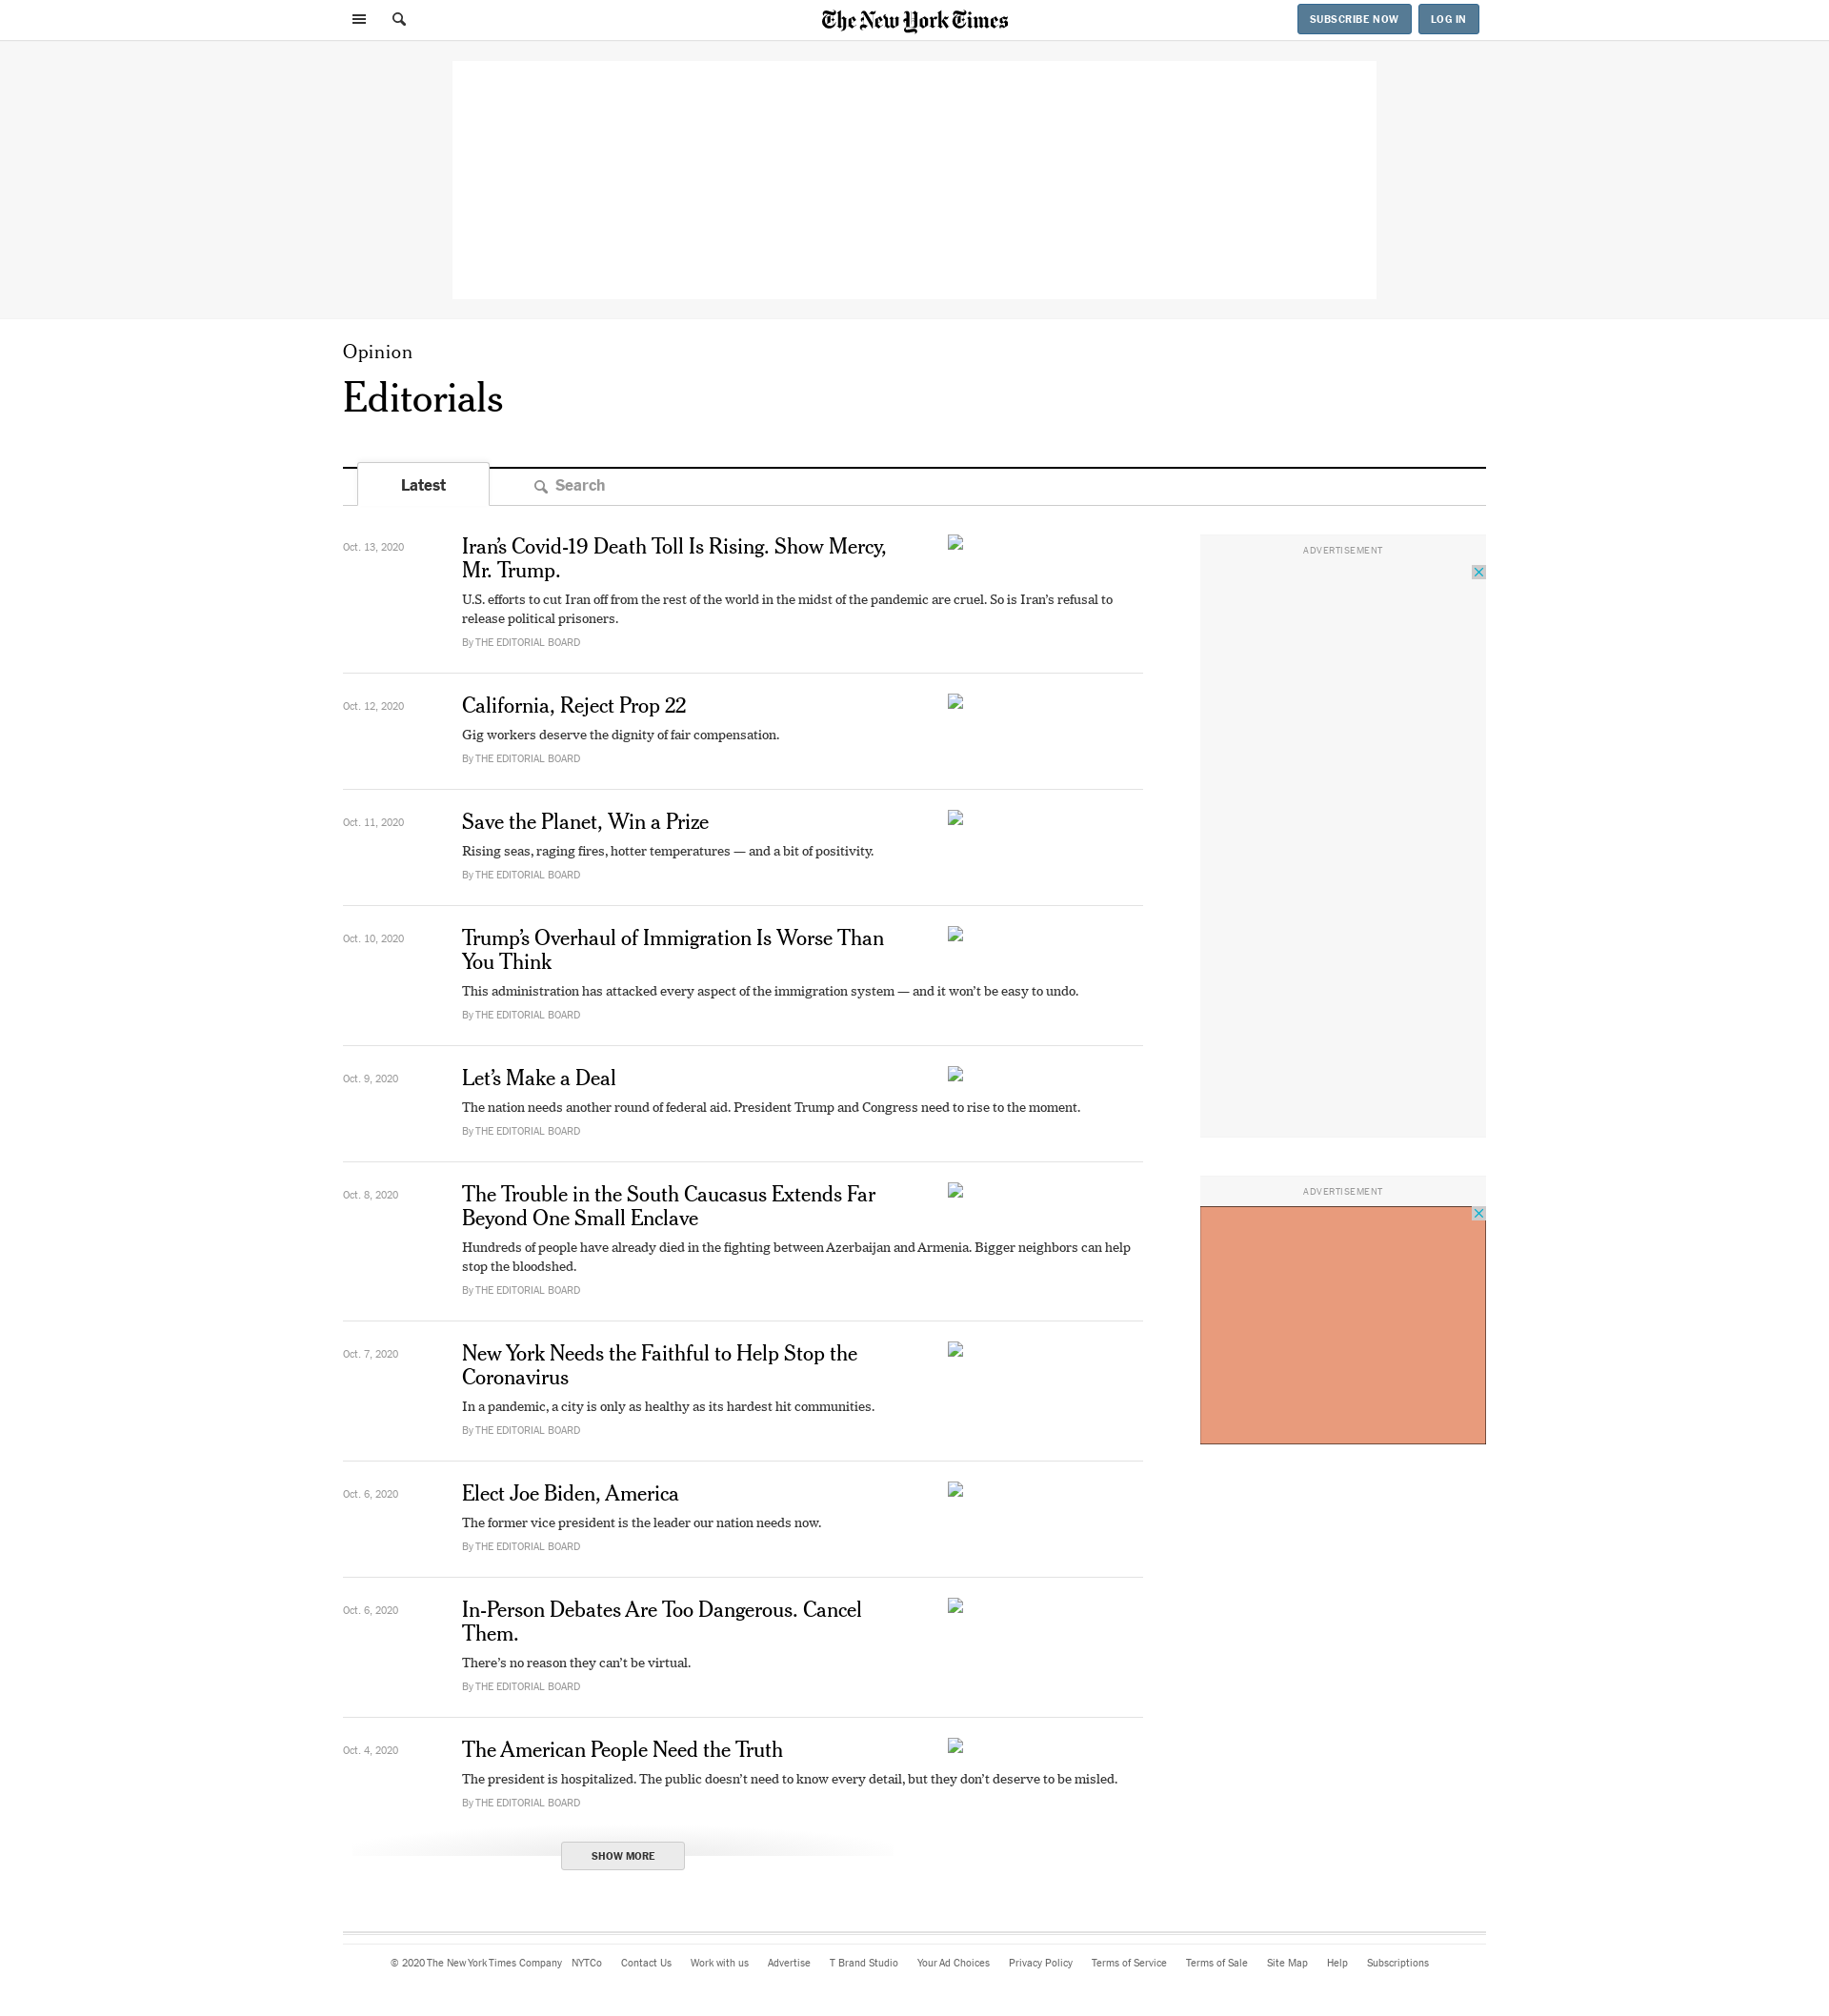 The New York Times
SUBSCRIBE NOW
LOG IN
Opinion
Editorials
Latest
Search
Oct. 13, 2020
Iran’s Covid-19 Death Toll Is Rising. Show Mercy,
Mr. Trump.
U.S. efforts to cut Iran off from the rest of the world in the midst of the pandemic are cruel. So is Iran’s refusal to
release political prisoners.
By THE EDITORIAL BOARD
Oct. 12, 2020
California, Reject Prop 22
Gig workers deserve the dignity of fair compensation.
By THE EDITORIAL BOARD
Oct. 11, 2020
Save the Planet, Win a Prize
Rising seas, raging fires, hotter temperatures — and a bit of positivity.
By THE EDITORIAL BOARD
Oct. 10, 2020
Trump’s Overhaul of Immigration Is Worse Than
You Think
This administration has attacked every aspect of the immigration system — and it won’t be easy to undo.
By THE EDITORIAL BOARD
Oct. 9, 2020
Let’s Make a Deal
The nation needs another round of federal aid. President Trump and Congress need to rise to the moment.
By THE EDITORIAL BOARD
Oct. 8, 2020
The Trouble in the South Caucasus Extends Far
Beyond One Small Enclave
Hundreds of people have already died in the fighting between Azerbaijan and Armenia. Bigger neighbors can help
stop the bloodshed.
By THE EDITORIAL BOARD
Oct. 7, 2020
New York Needs the Faithful to Help Stop the
Coronavirus
In a pandemic, a city is only as healthy as its hardest hit communities.
By THE EDITORIAL BOARD
Oct. 6, 2020
Elect Joe Biden, America
The former vice president is the leader our nation needs now.
By THE EDITORIAL BOARD
Oct. 6, 2020
In-Person Debates Are Too Dangerous. Cancel
Them.
There’s no reason they can’t be virtual.
By THE EDITORIAL BOARD
Oct. 4, 2020
The American People Need the Truth
The president is hospitalized. The public doesn’t need to know every detail, but they don’t deserve to be misled.
By THE EDITORIAL BOARD
SHOW MORE
ADVERTISEMENT
ADVERTISEMENT
© 2020 The New York Times Company NYTCo Contact Us Work with us Advertise T Brand Studio Your Ad Choices Privacy Policy Terms of Service Terms of Sale Site Map Help Subscriptions